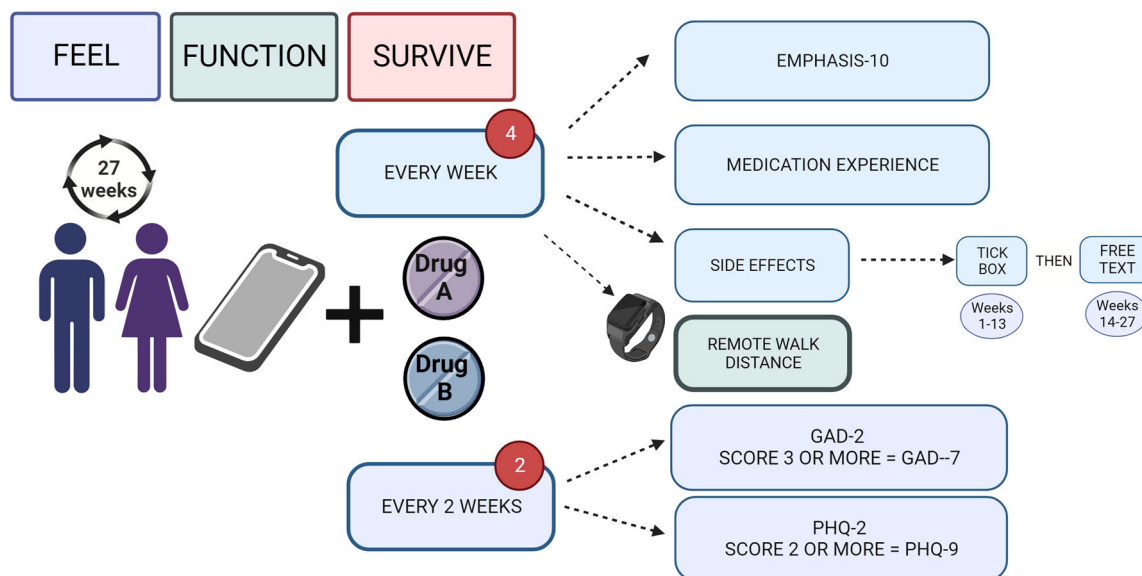 FEEL
FUNCTION
SURVIVE
27
weeks
4
EVERY WEEK
Drug
A
Drug
B
2
EVERY 2 WEEKS
EMPHASIS-10
MEDICATION EXPERIENCE
SIDE EFFECTS
TICK
BOX
THEN
FREE
TEXT
Weeks
1-13
Weeks
14-27
REMOTE WALK
DISTANCE
GAD-2
SCORE 3 OR MORE = GAD--7
PHQ-2
SCORE 2 OR MORE = PHQ-9